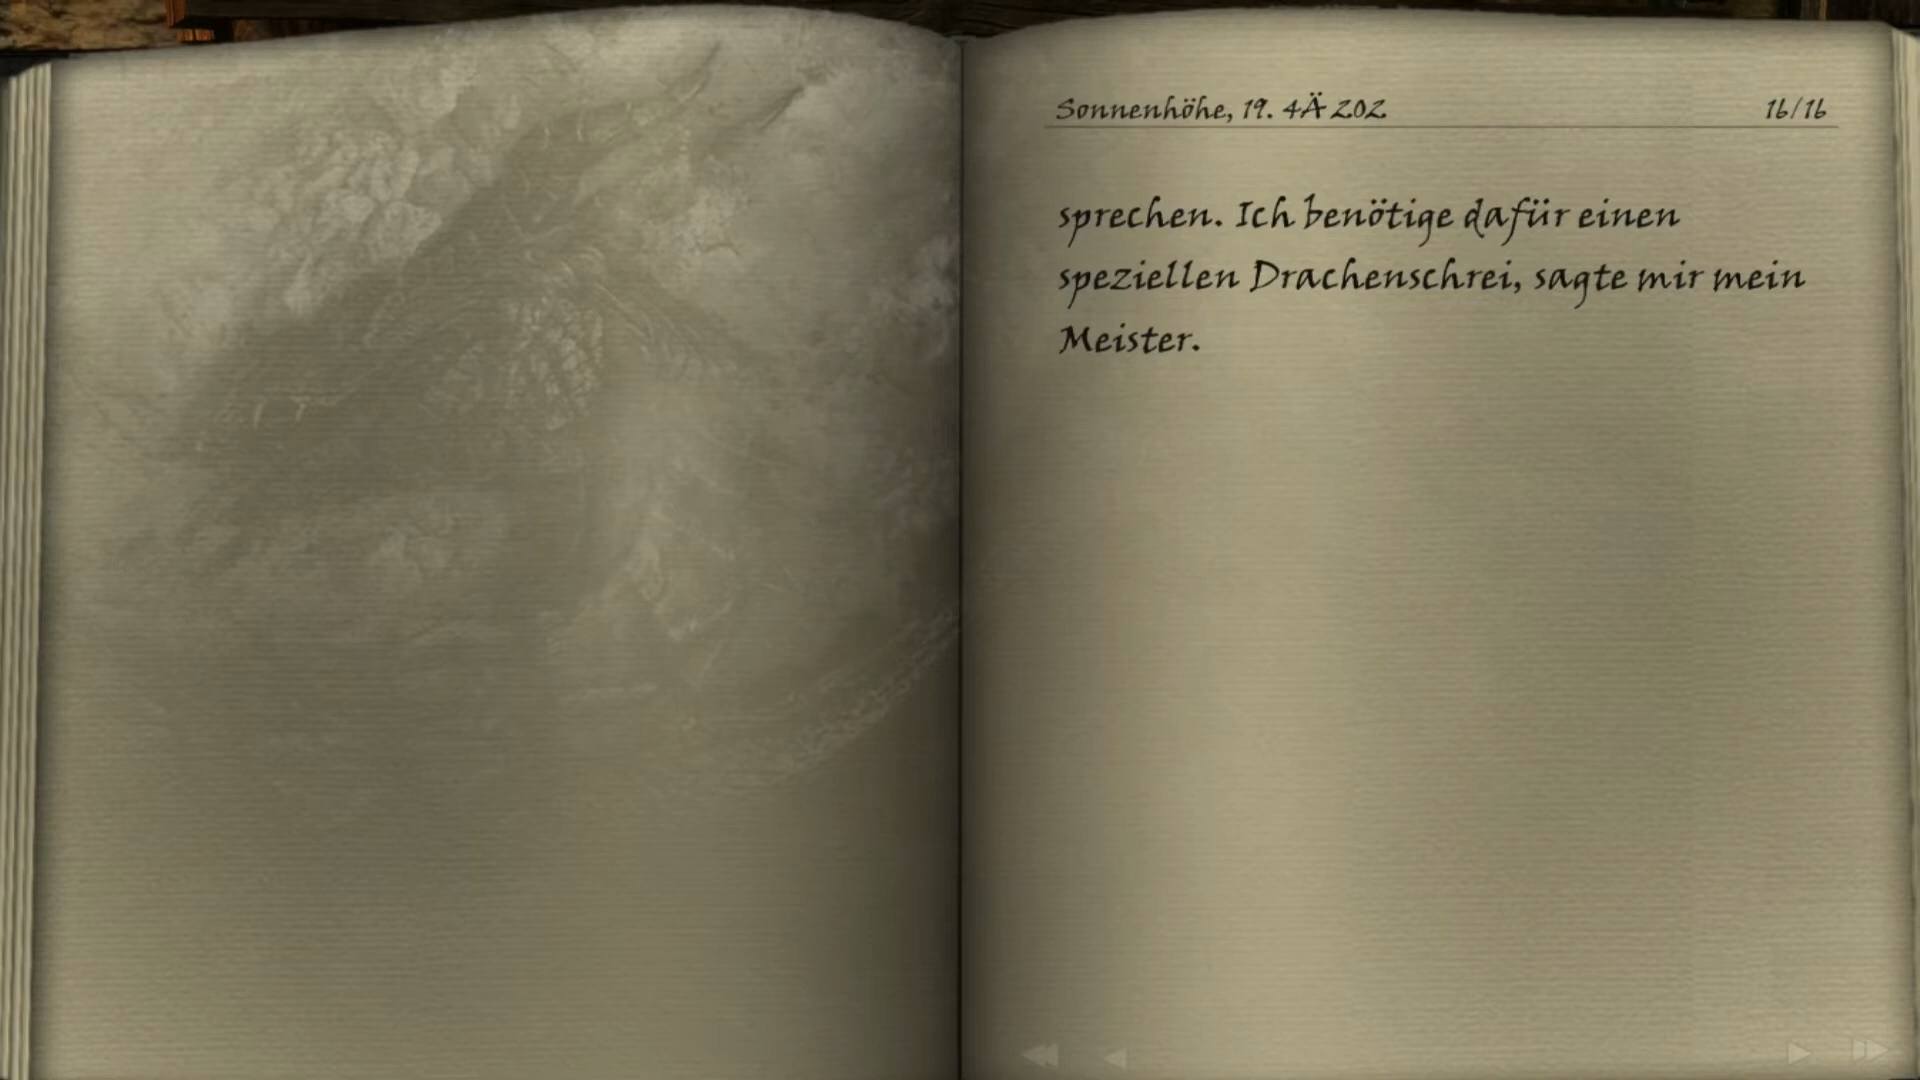 Sonnenhöhe, 19. 4Ä 202 16/16
sprechen. Ich benötige dafür einen
speziellen Drachenschrei, sagte mir mein
Meister.